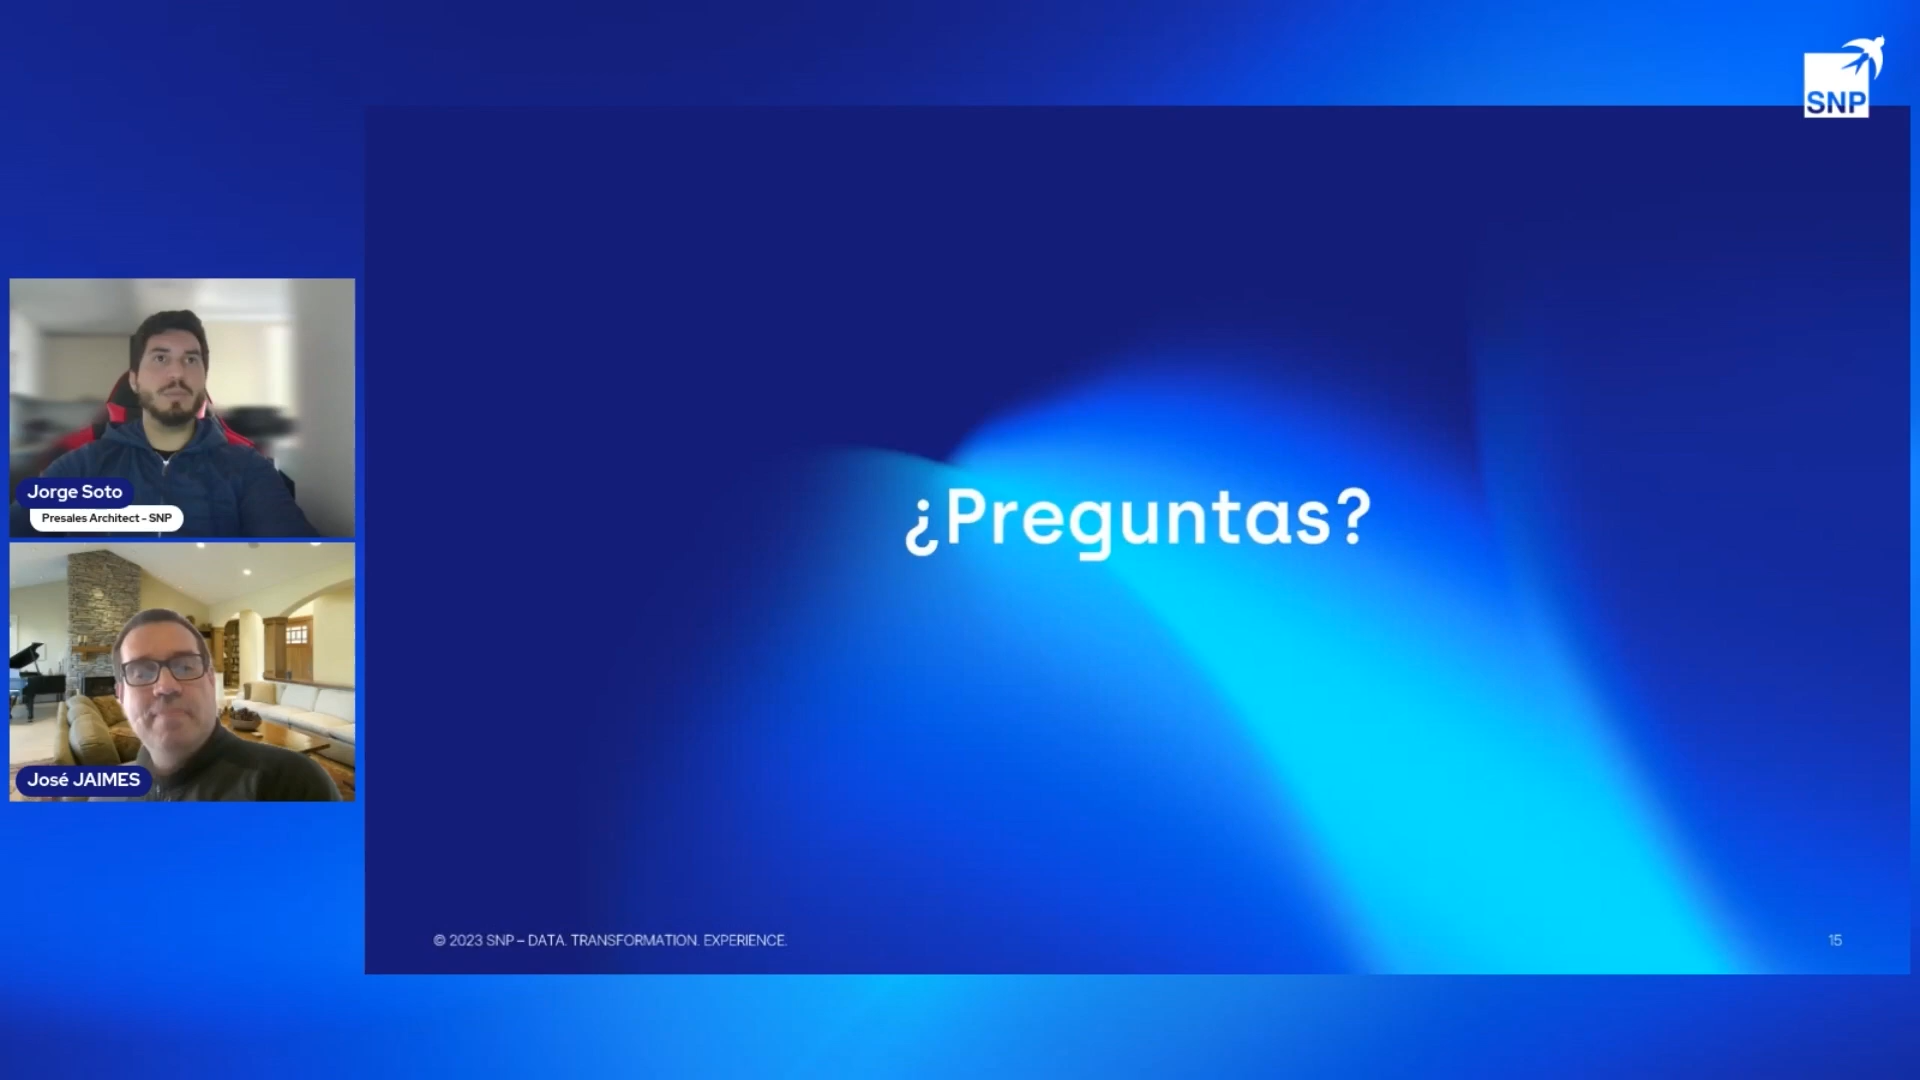 SNP
¿Preguntas?
Jorge Soto
Presales Architect - SNP
José JAIMES
© 2023 SNP – DATA. TRANSFORMATION. EXPERIENCE.
15